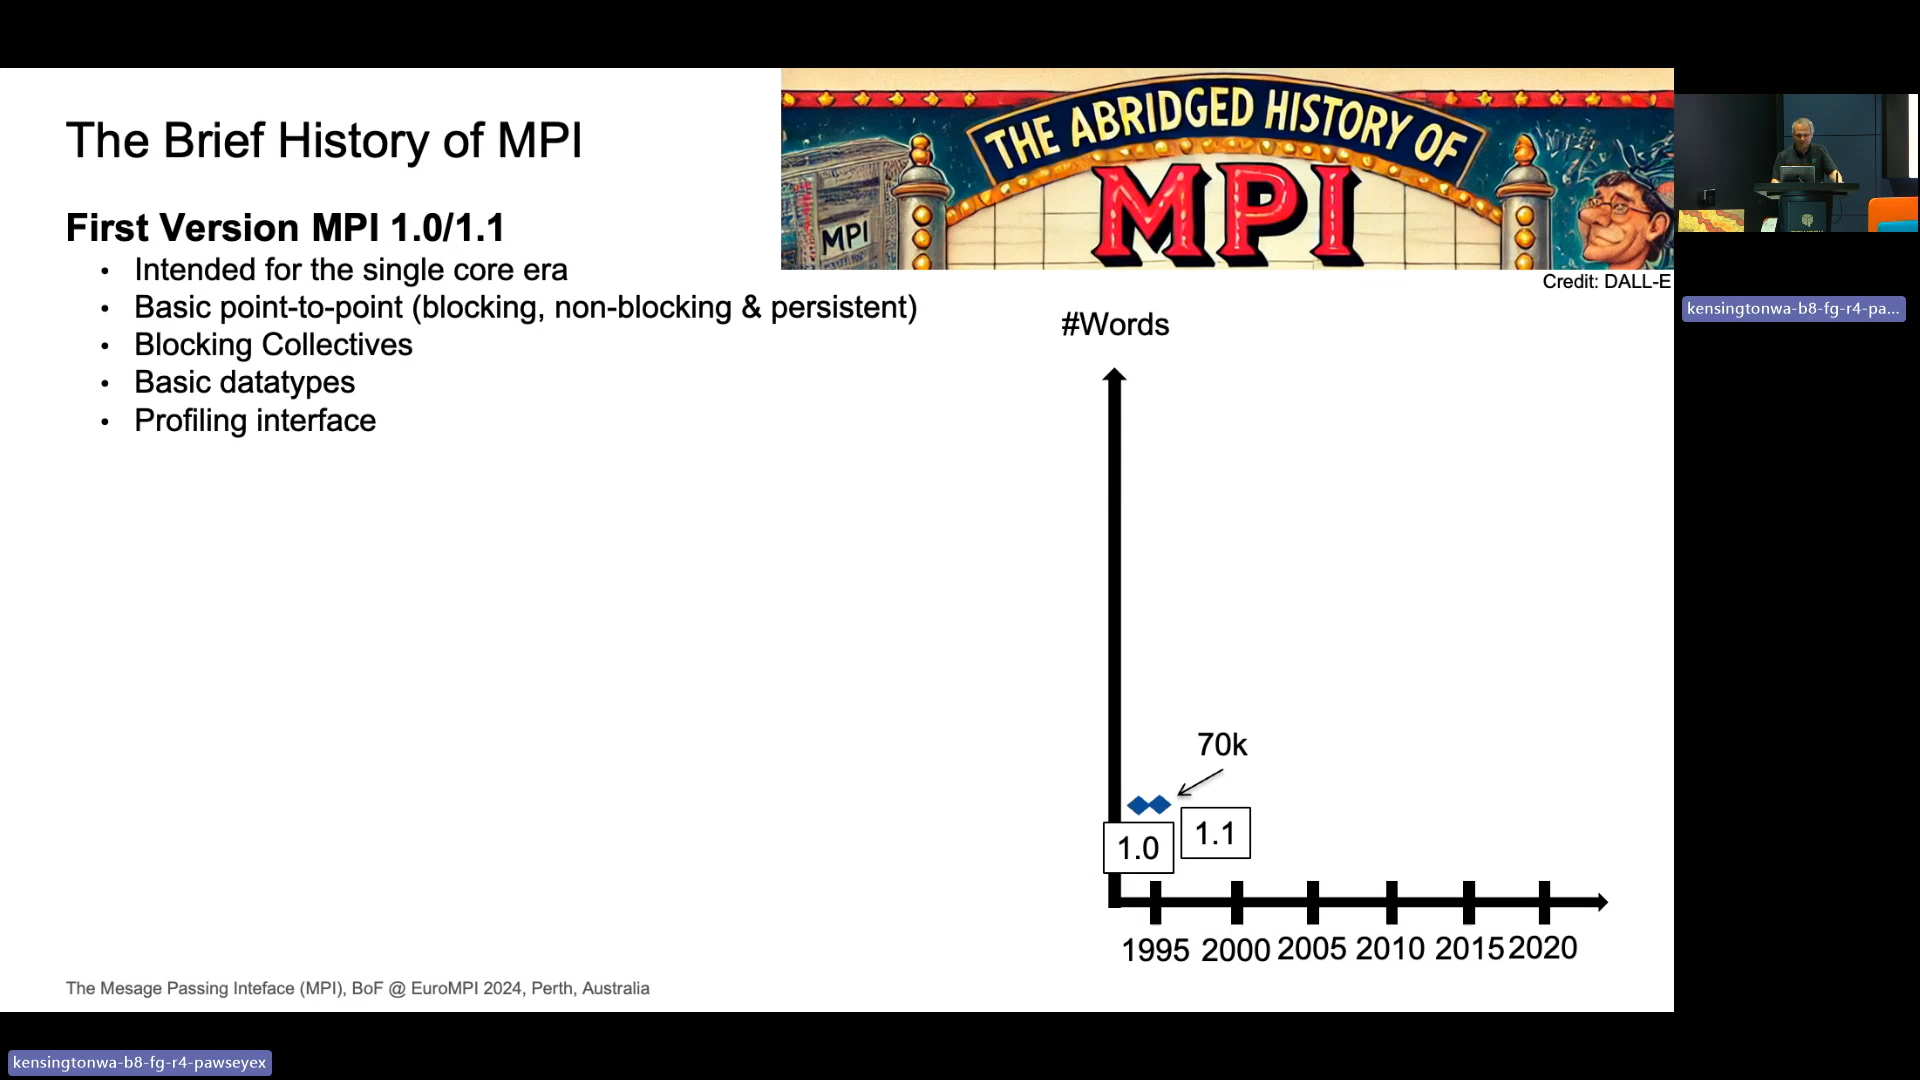 The Brief History of MPI
THE ABRIDGED HISTORY OF
MPI
MPI
Credit: DALL-E
First Version MPI 1.0/1.1
• Intended for the single core era
• Basic point-to-point (blocking, non-blocking & persistent)
• Blocking Collectives
• Basic datatypes
• Profiling interface
#Words
70k
1.0
1.1
1995 2000 2005 2010 2015 2020
The Mesage Passing Inteface (MPI), BoF @ EuroMPI 2024, Perth, Australia
kensingtonwa-b8-fg-r4-pa...
kensingtonwa-b8-fg-r4-pawseyex